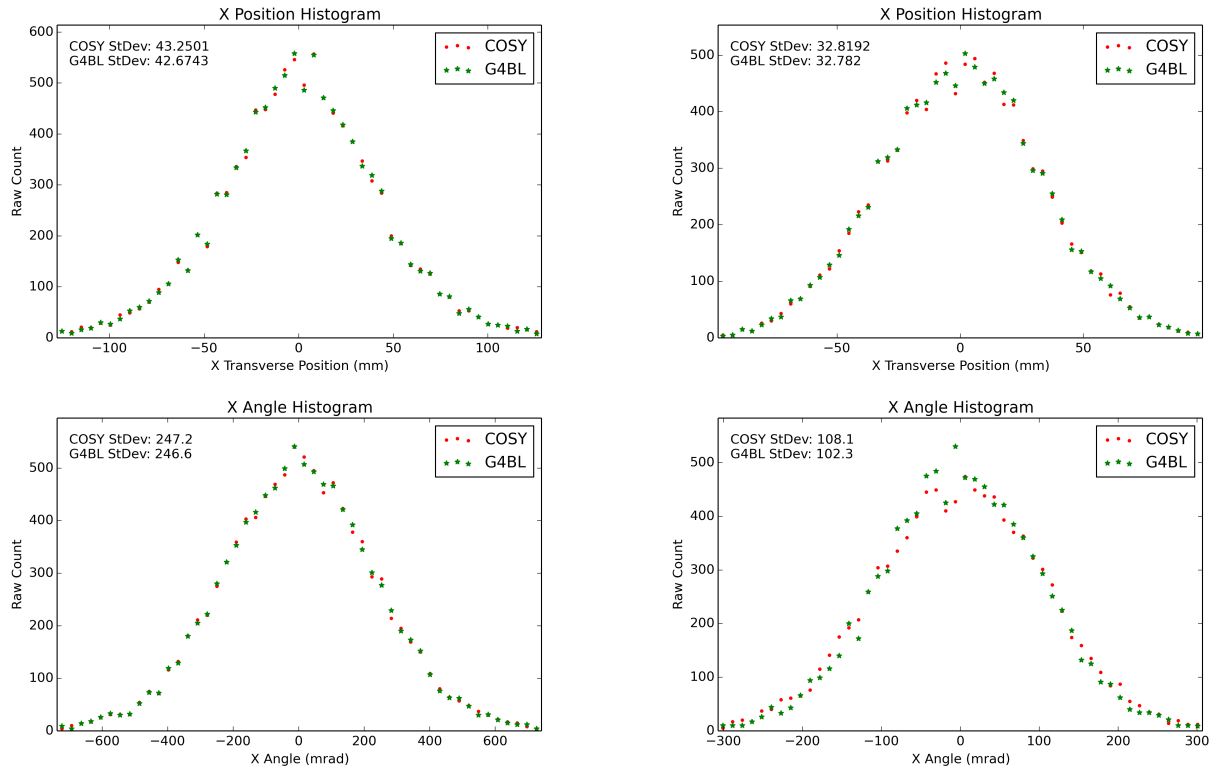 X Position Histogram
COSY StDev: 43.2501
G4BL StDev: 42.6743
COSY
G4BL
600
500
400
300
200
100
0
Raw Count
−100 −50 0 50 100
X Transverse Position (mm)
X Position Histogram
COSY StDev: 32.8192
G4BL StDev: 32.782
COSY
G4BL
500
400
300
200
100
0
Raw Count
−50 0 50
X Transverse Position (mm)
X Angle Histogram
COSY StDev: 247.2
G4BL StDev: 246.6
COSY
G4BL
500
400
300
200
100
0
Raw Count
−600 −400 −200 0 200 400 600
X Angle (mrad)
X Angle Histogram
COSY StDev: 108.1
G4BL StDev: 102.3
COSY
G4BL
500
400
300
200
100
0
Raw Count
−300 −200 −100 0 100 200 300
X Angle (mrad)